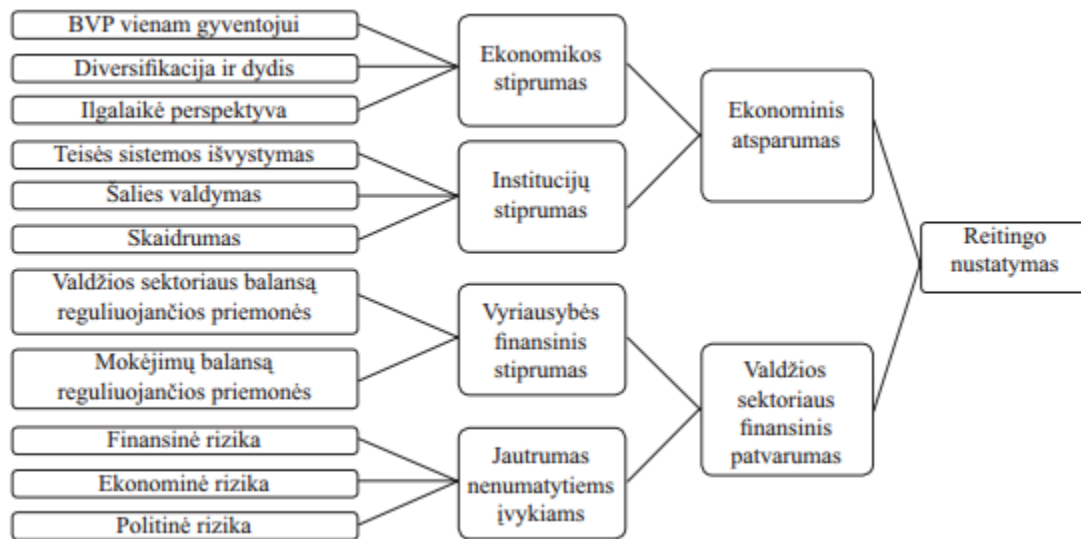 BVP vienam gyventojui
Diversifikacija ir dydis
Ilgalaikė perspektyva
Teisės sistemos išvystymas
Šalies valdymas
Skaidrumas
Valdžios sektoriaus balansą
reguliuojančios priemonės
Mokėjimų balansą
reguliuojančios priemonės
Finansinė rizika
Ekonominė rizika
Politinė rizika
Ekonomikos
stiprumas
Institucijų
stiprumas
Vyriausybės
finansinis
stiprumas
Jautrumas
nenumatytiems
įvykiams
Ekonominis
atsparumas
Valdžios
sektoriaus
finansinis
patvarumas
Reitingo
nustatymas